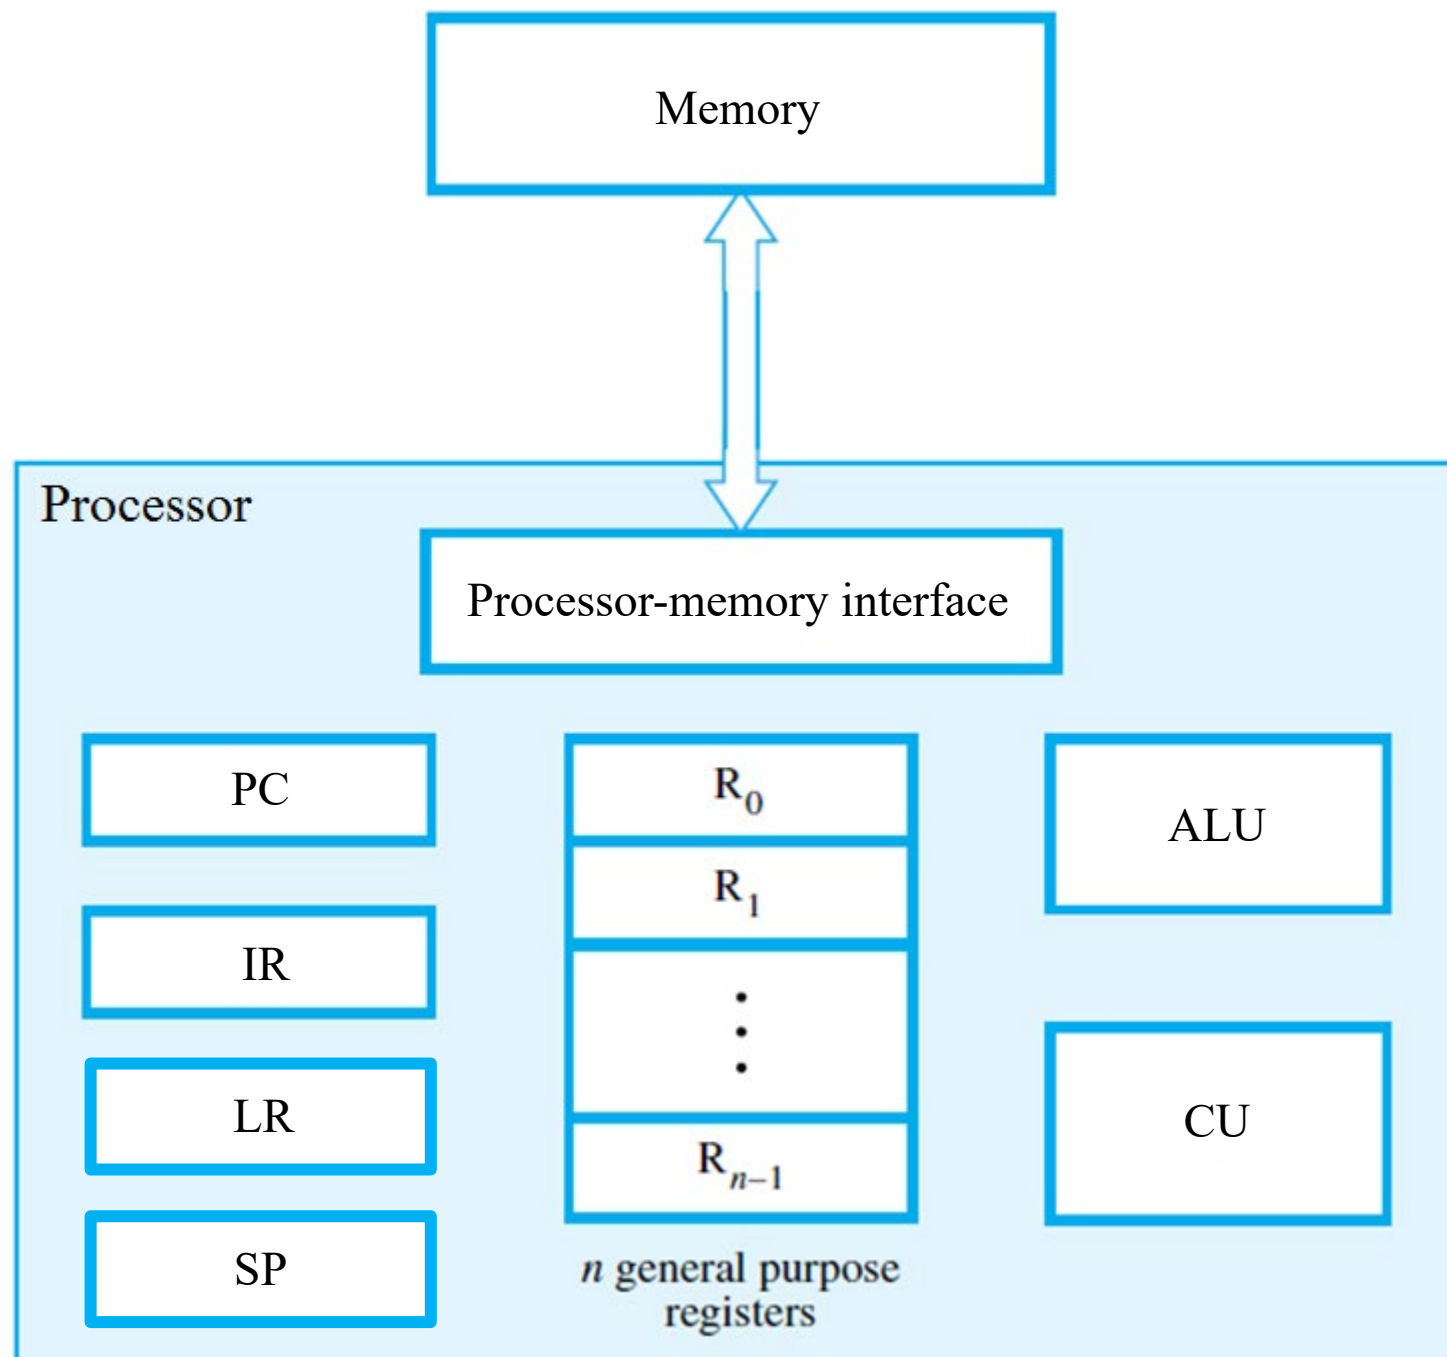 Memory
Processor
Processor-memory interface
PC
IR
LR
SP
R0
R1
Rn–1
n general purpose
registers
ALU
CU